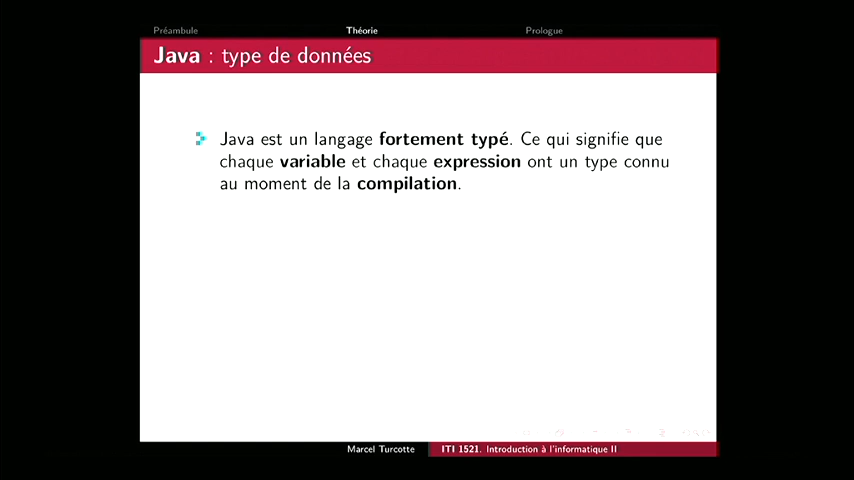 Préambule Théorie Prologue
Java : type de données
Java est un langage fortement typé. Ce qui signifie que
chaque variable et chaque expression ont un type connu
au moment de la compilation.
Marcel Turcotte ITI 1521. Introduction à l'informatique II